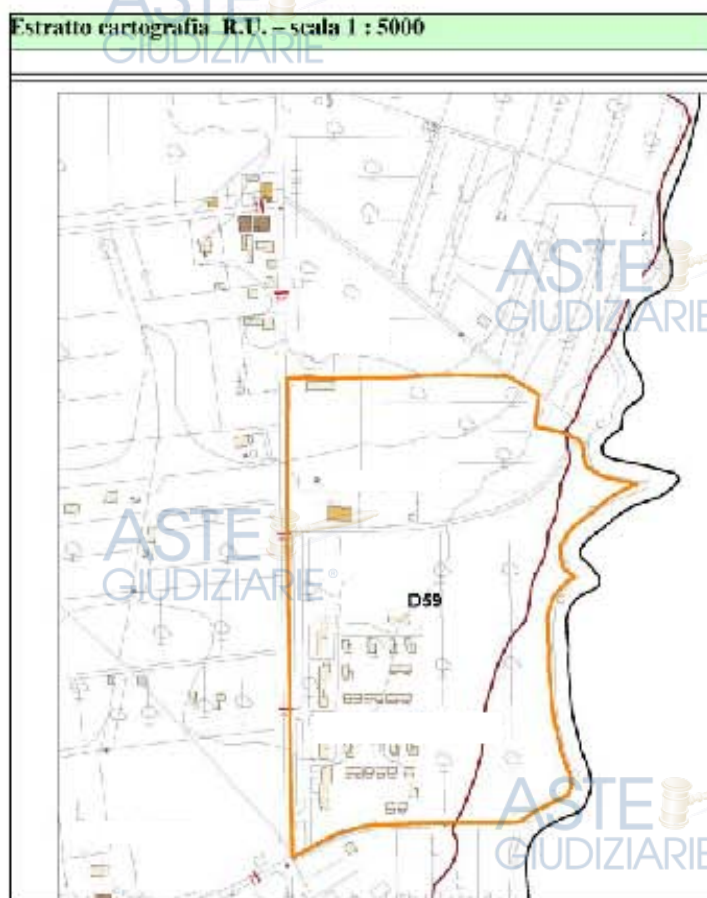 Estratto cartografia R.U. – scala 1 : 5000
ASTE
GIUDIZIARIE
ASTE
GIUDIZIARIE
ASTE
GIUDIZIARIE®
D59
ASTE
GIUDIZIARIE